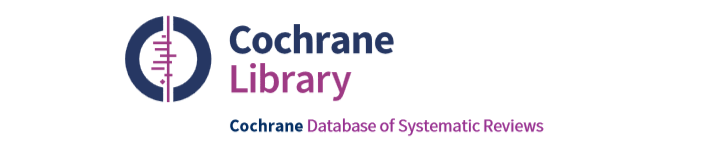 Cochrane
Library
Cochrane Database of Systematic Reviews